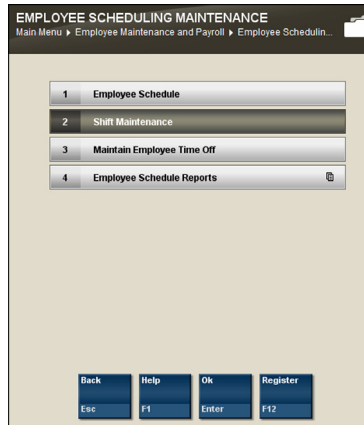 EMPLOYEE SCHEDULING MAINTENANCE
Main Menu ▶ Employee Maintenance and Payroll ▶ Employee Schedulin...
1 Employee Schedule
2 Shift Maintenance
3 Maintain Employee Time Off
4 Employee Schedule Reports
Back Help Ok Register
Esc F1 Enter F12